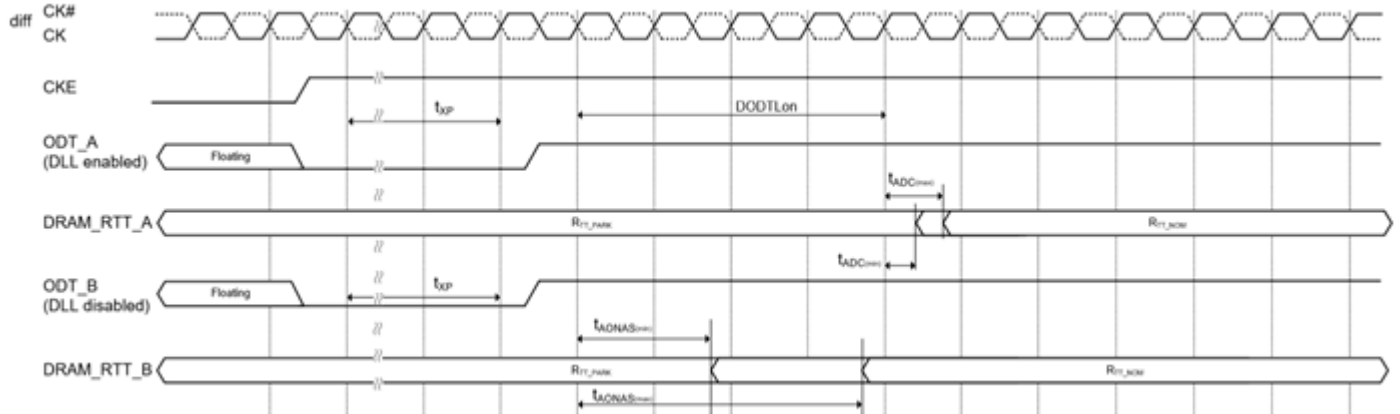 diff CK#
CK
CKE
tXP
DODTLon
ODT_A
(DLL enabled)
Floating
tADC(max)
DRAM_RTT_A
RTT_PARK
RTT_NOM
tADC(min)
ODT_B
(DLL disabled)
Floating
tXP
tAONAS(min)
DRAM_RTT_B
RTT_PARK
RTT_NOM
tAONAS(max)